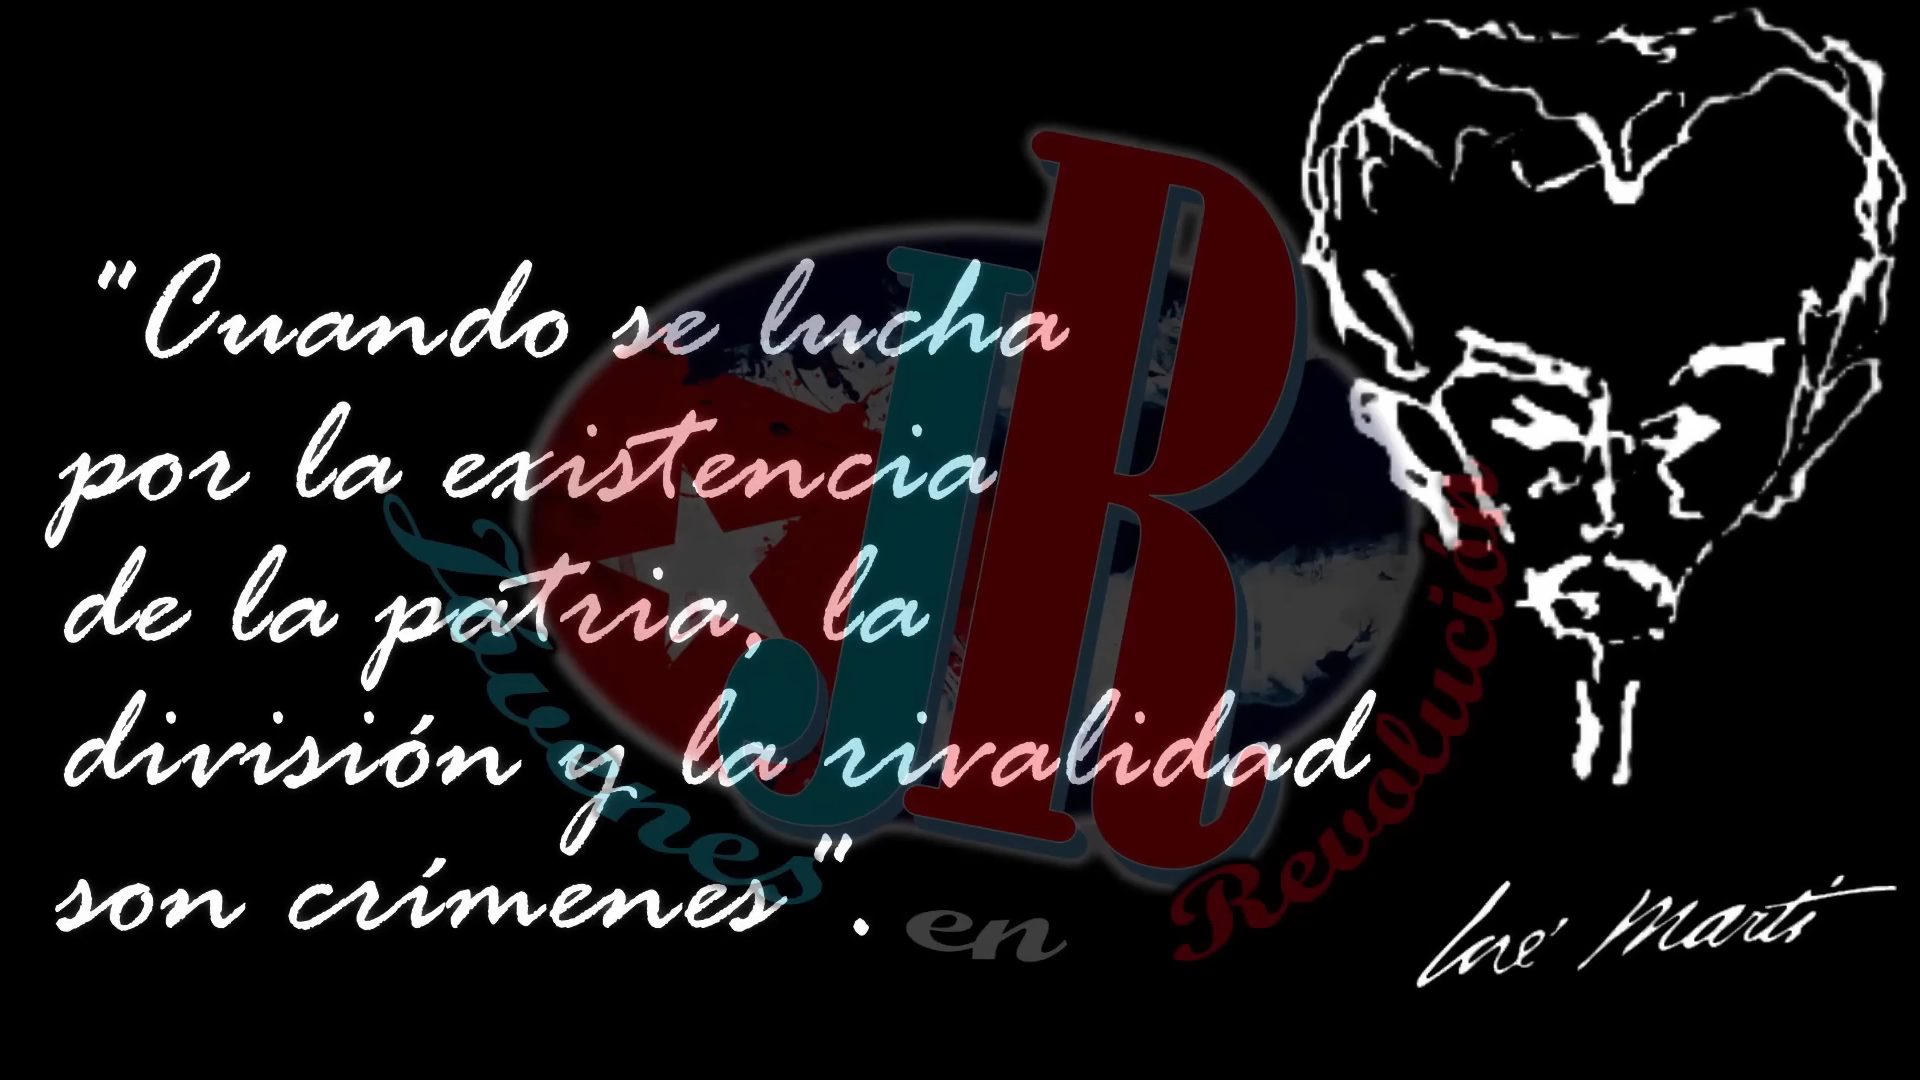 “Cuando se lucha
por la existencia
de la patria, la
división y la rivalidad
son crímenes”.
JR
Jóvenes
en
Revolución
José Martí